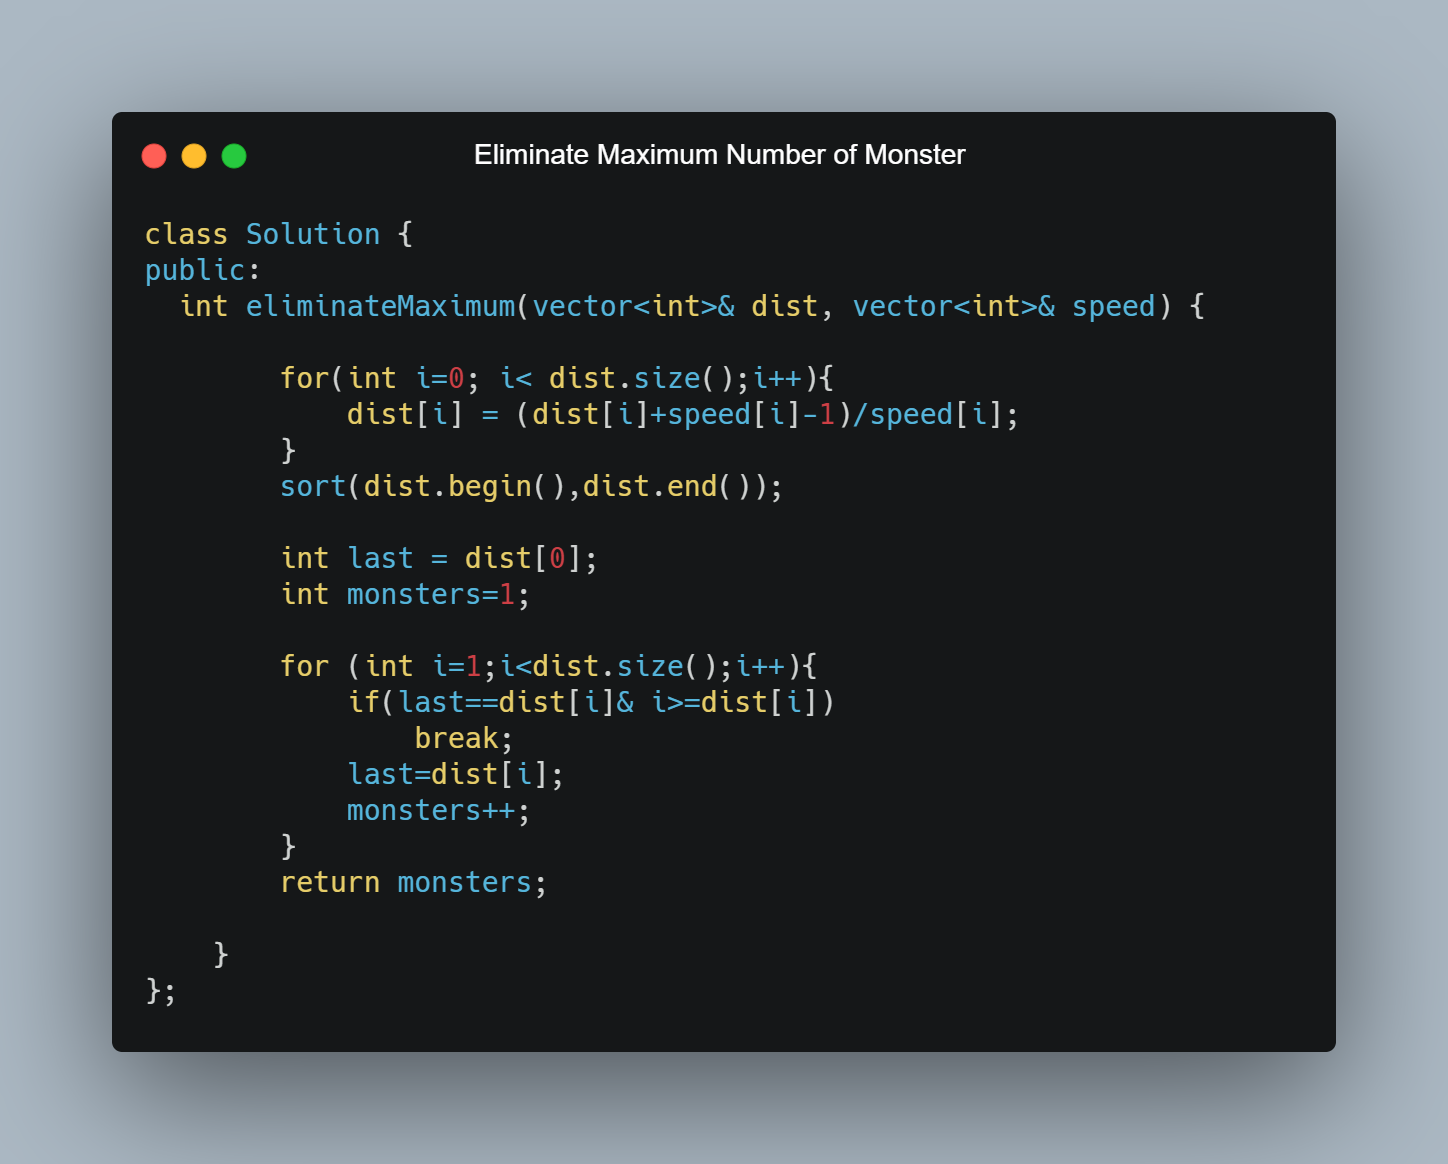 Eliminate Maximum Number of Monster
class Solution {
public:
  int eliminateMaximum(vector<int>& dist, vector<int>& speed) {
        for(int i=0; i< dist.size();i++){
            dist[i] = (dist[i]+speed[i]-1)/speed[i];
        }
        sort(dist.begin(),dist.end());
        int last = dist[0];
        int monsters=1;
        for (int i=1;i<dist.size();i++){
            if(last==dist[i]& i>=dist[i])
                break;
            last=dist[i];
            monsters++;
        }
        return monsters;
    }
};